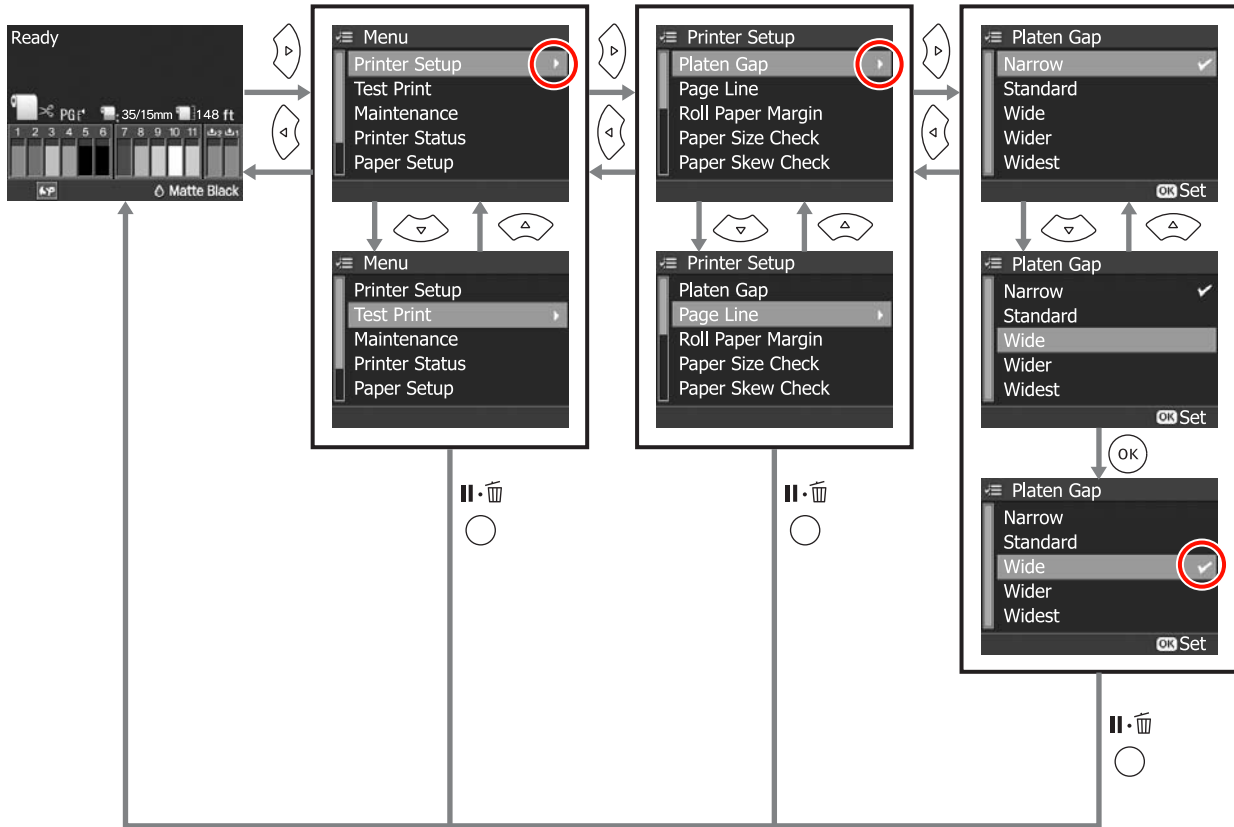 Ready
PG
: 35/15mm 148 ft
1 2 3 4 5 6 7 8 9 10 11 2 1
Matte Black
Menu
Printer Setup
Test Print
Maintenance
Printer Status
Paper Setup
Menu
Printer Setup
Test Print
Maintenance
Printer Status
Paper Setup
Printer Setup
Platen Gap
Page Line
Roll Paper Margin
Paper Size Check
Paper Skew Check
Printer Setup
Platen Gap
Page Line
Roll Paper Margin
Paper Size Check
Paper Skew Check
Platen Gap
Narrow
Standard
Wide
Wider
Widest
OK Set
Platen Gap
Narrow
Standard
Wide
Wider
Widest
OK Set
OK
Platen Gap
Narrow
Standard
Wide
Wider
Widest
OK Set